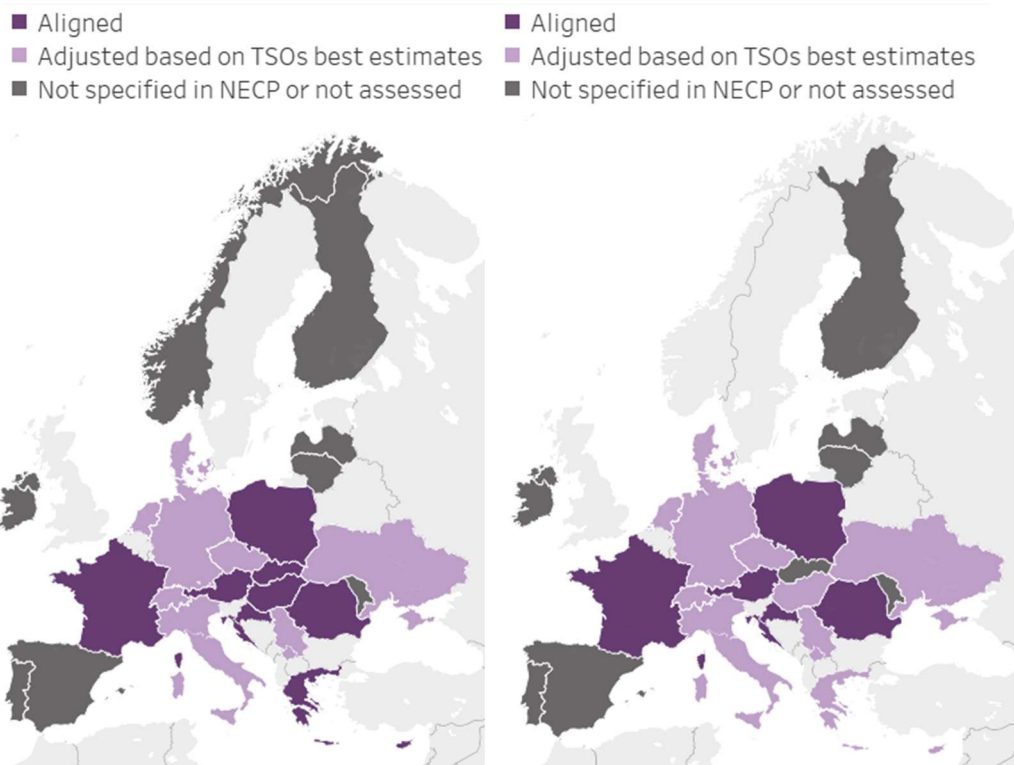 Aligned
Adjusted based on TSOs best estimates
Not specified in NECP or not assessed
Aligned
Adjusted based on TSOs best estimates
Not specified in NECP or not assessed